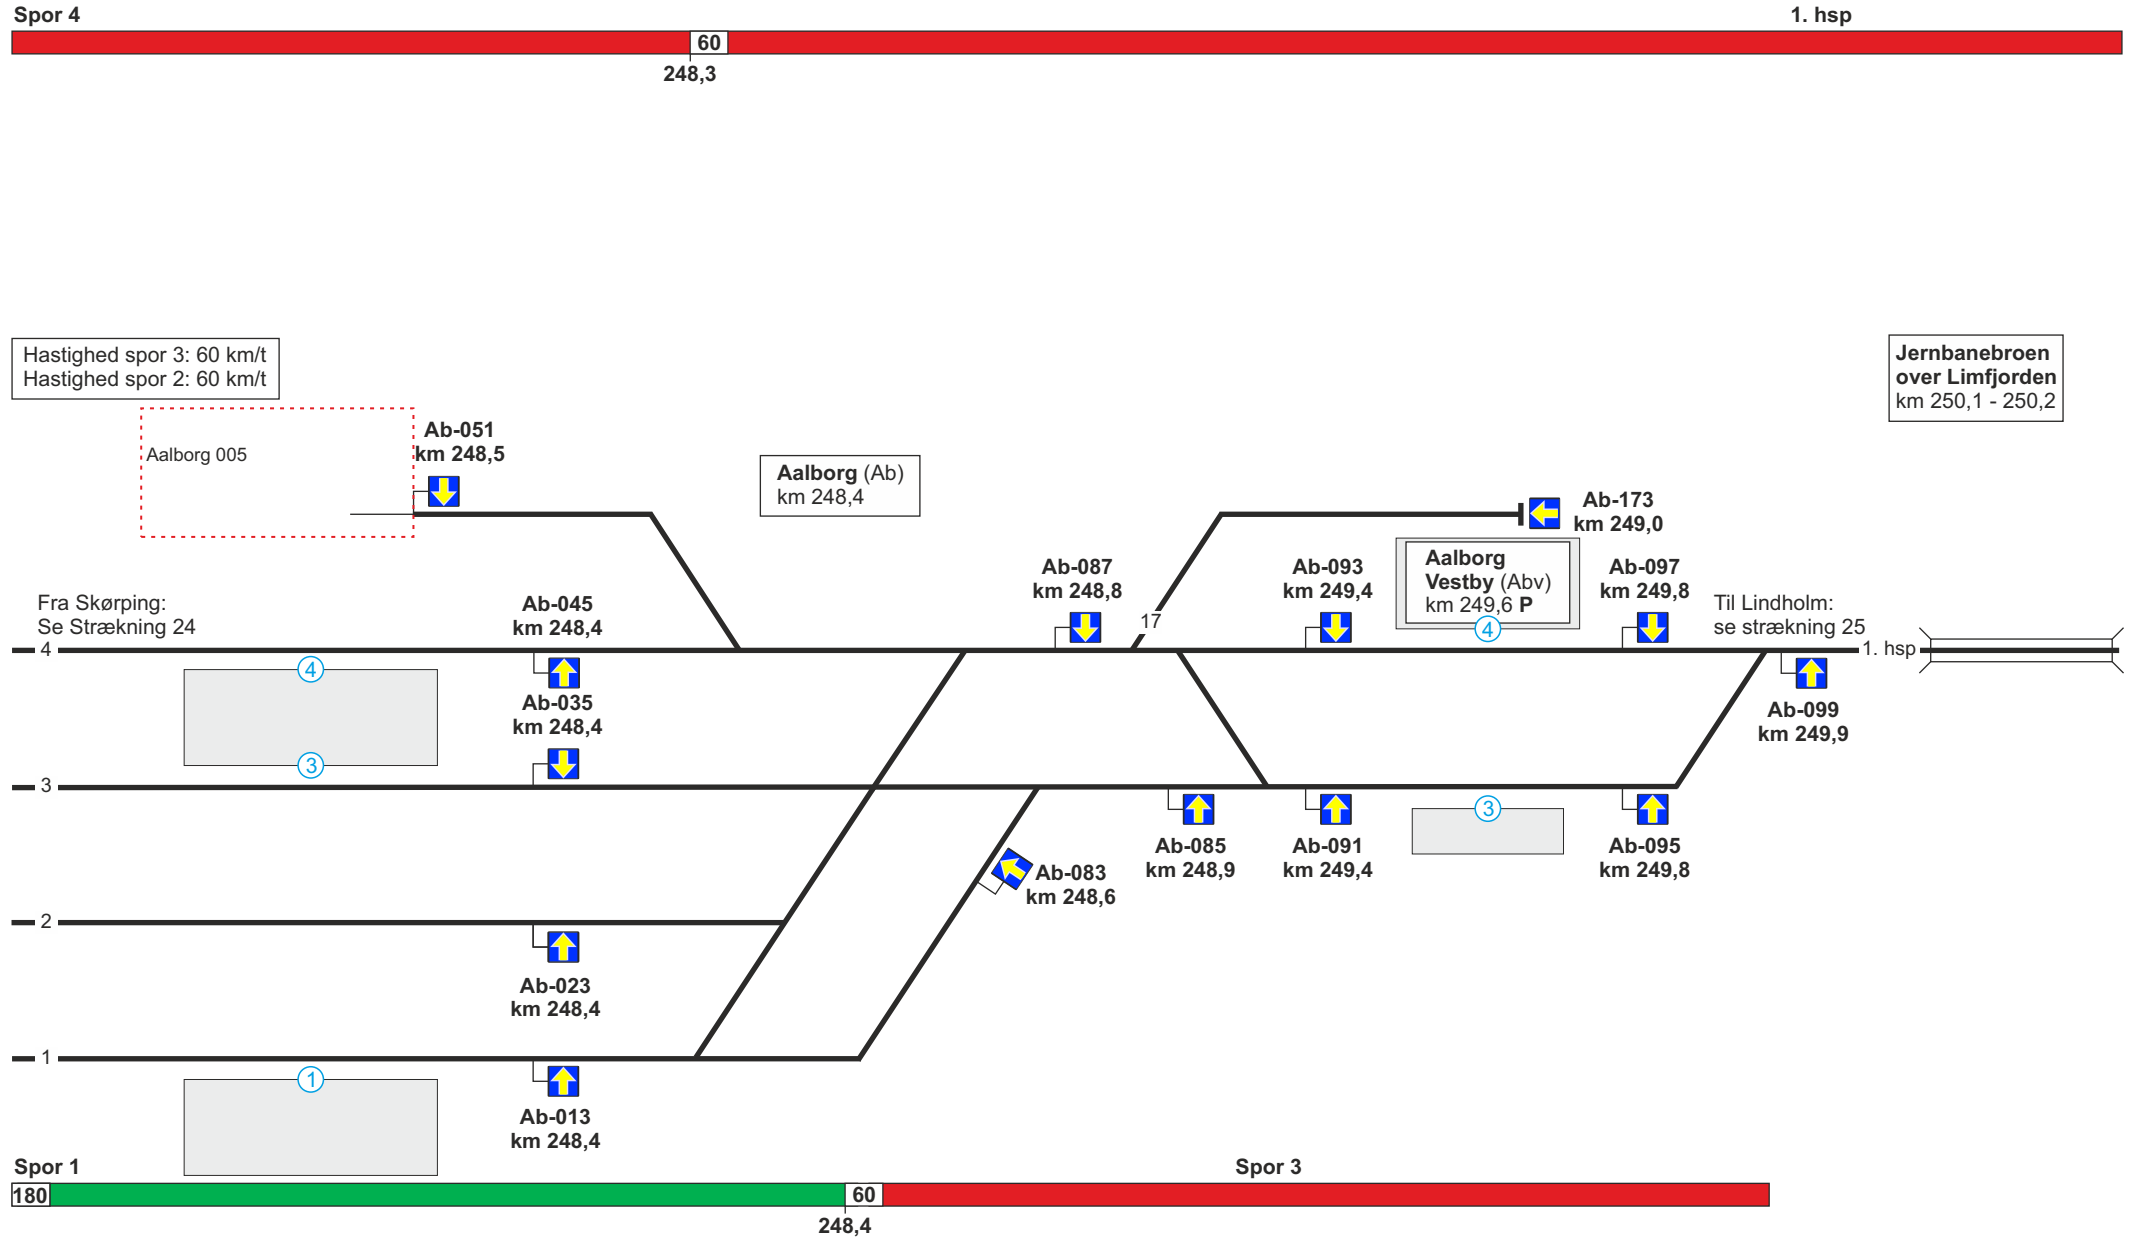 Spor 4
1. hsp
60
248,3
Hastighed spor 3: 60 km/t
Hastighed spor 2: 60 km/t
Jernbanebroen
over Limfjorden
km 250,1 - 250,2
Aalborg 005
Ab-051
km 248,5
Aalborg (Ab)
km 248,4
Ab-173
km 249,0
Ab-087
km 248,8
17
Ab-093
km 249,4
Aalborg
Vestby (Abv)
km 249,6 P
4
Ab-097
km 249,8
Fra Skørping:
Se Strækning 24
Ab-045
km 248,4
Til Lindholm:
se strækning 25
4
1. hsp
4
Ab-035
km 248,4
Ab-099
km 249,9
3
3
3
Ab-085
km 248,9
Ab-091
km 249,4
Ab-095
km 249,8
Ab-083
km 248,6
2
Ab-023
km 248,4
1
1
Ab-013
km 248,4
Spor 1
Spor 3
180
60
248,4